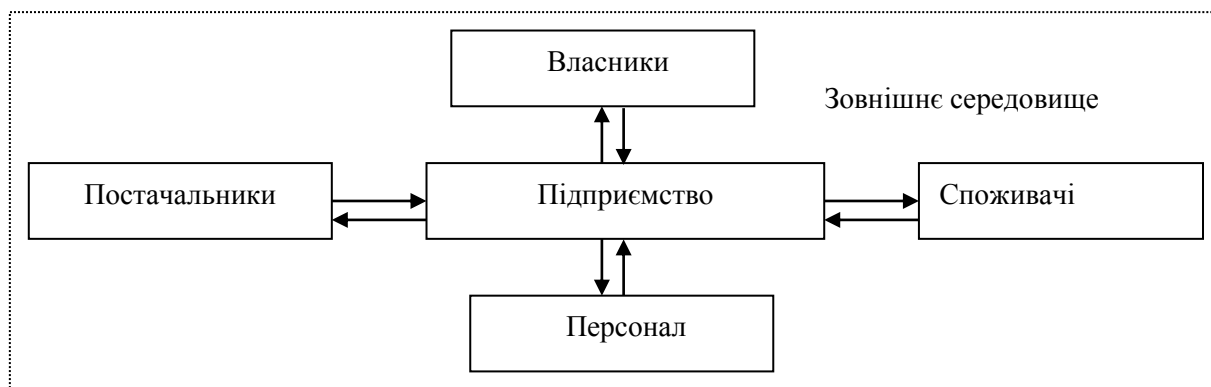 Власники
Зовнішнє середовище
Постачальники
Підприємство
Споживачі
Персонал